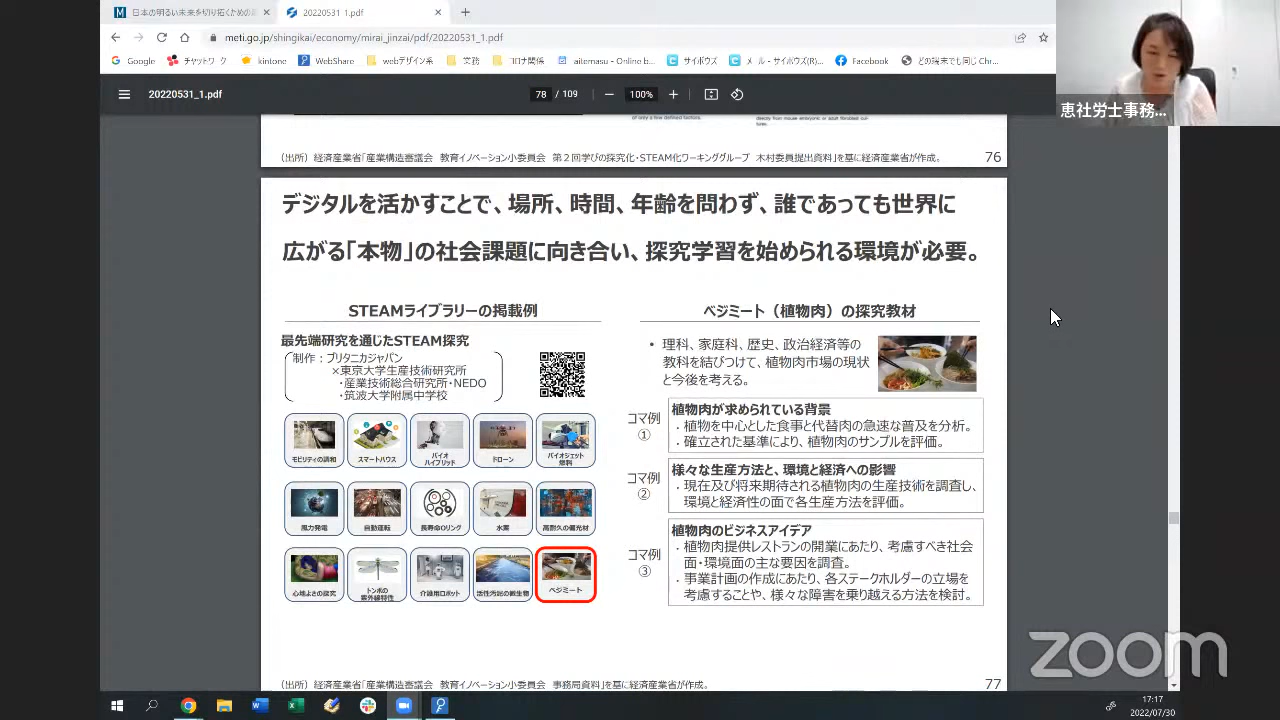 日本の明るい未来を切り拓くための
20220531_1.pdf
meti.go.jp/shingikai/economy/mirai_jinzai/pdf/20220531_1.pdf
Google
チャットワーク
kintone
WebShare
webデザイン系
業務
コロナ関係
aitemasu - Online b...
サイボウズ
メール - サイボウズ(R)...
Facebook
どの端末でも同じ Chr...
20220531_1.pdf
78 / 109
100%
恵社労士事務...
of only a few defined factors.
directly from mouse embryonic or adult fibroblast cul-
tures.
（出所）経済産業省「産業構造審議会　教育イノベーション小委員会　第２回学びの探究化・STEAM化ワーキンググループ　木村委員提出資料」を基に経済産業省が作成。
76
デジタルを活かすことで、場所、時間、年齢を問わず、誰であっても世界に
広がる「本物」の社会課題に向き合い、探究学習を始められる環境が必要。
STEAMライブラリーの掲載例
最先端研究を通じたSTEAM探究
制作：ブリタニカジャパン
×東京大学生産技術研究所
・産業技術総合研究所・NEDO
・筑波大学附属中学校
モビリティの調和
スマートハウス
バイオ
ハイブリッド
ドローン
バイオジェット
燃料
風力発電
自動運転
長寿命Oリング
水素
高耐久の偏光材
心地よさの探究
トンボの
紫外線特性
介護用ロボット
活性汚泥の微生物
ベジミート
ベジミート（植物肉）の探究教材
• 理科、家庭科、歴史、政治経済等の
教科を結びつけて、植物肉市場の現状
と今後を考える。
コマ例
①
植物肉が求められている背景
・植物を中心とした食事と代替肉の急速な普及を分析。
・確立された基準により、植物肉のサンプルを評価。
コマ例
②
様々な生産方法と、環境と経済への影響
・現在及び将来期待される植物肉の生産技術を調査し、
環境と経済性の面で各生産方法を評価。
コマ例
③
植物肉のビジネスアイデア
・植物肉提供レストランの開業にあたり、考慮すべき社会
面・環境面の主な要因を調査。
・事業計画の作成にあたり、各ステークホルダーの立場を
考慮することや、様々な障害を乗り越える方法を検討。
（出所）経済産業省「産業構造審議会　教育イノベーション小委員会　事務局資料」を基に経済産業省が作成。
77
zoom
17:17
2022/07/30